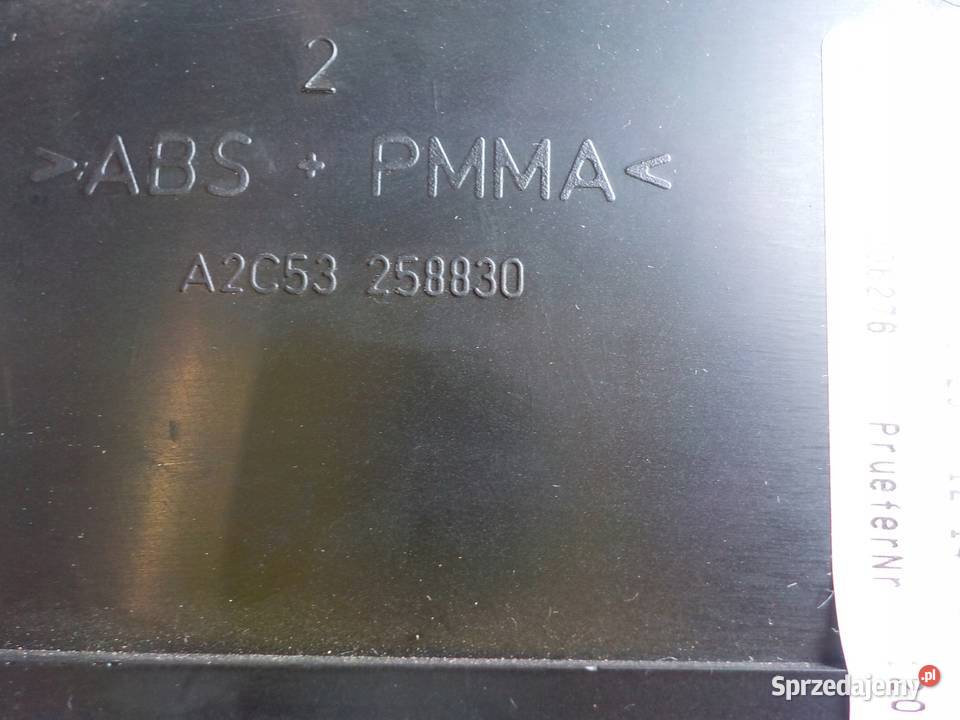 2
>ABS + PMMA<
A2C53 258830
PrueferNr
Sprzedajemy.pl